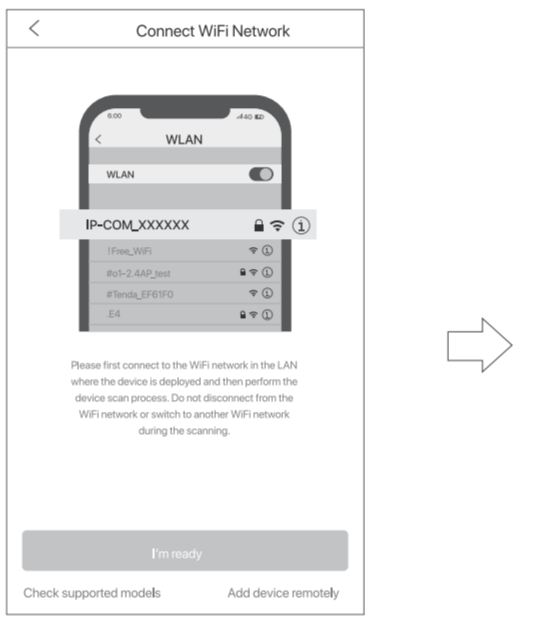 Connect WiFi Network
6:00
4G
WLAN
WLAN
IP-COM_XXXXXX
!Free_WiFi
#o1-2.4AP_test
#Tenda_EF61F0
.E4
Please first connect to the WiFi network in the LAN
where the device is deployed and then perform the
device scan process. Do not disconnect from the
WiFi network or switch to another WiFi network
during the scanning.
I'm ready
Check supported models
Add device remotely